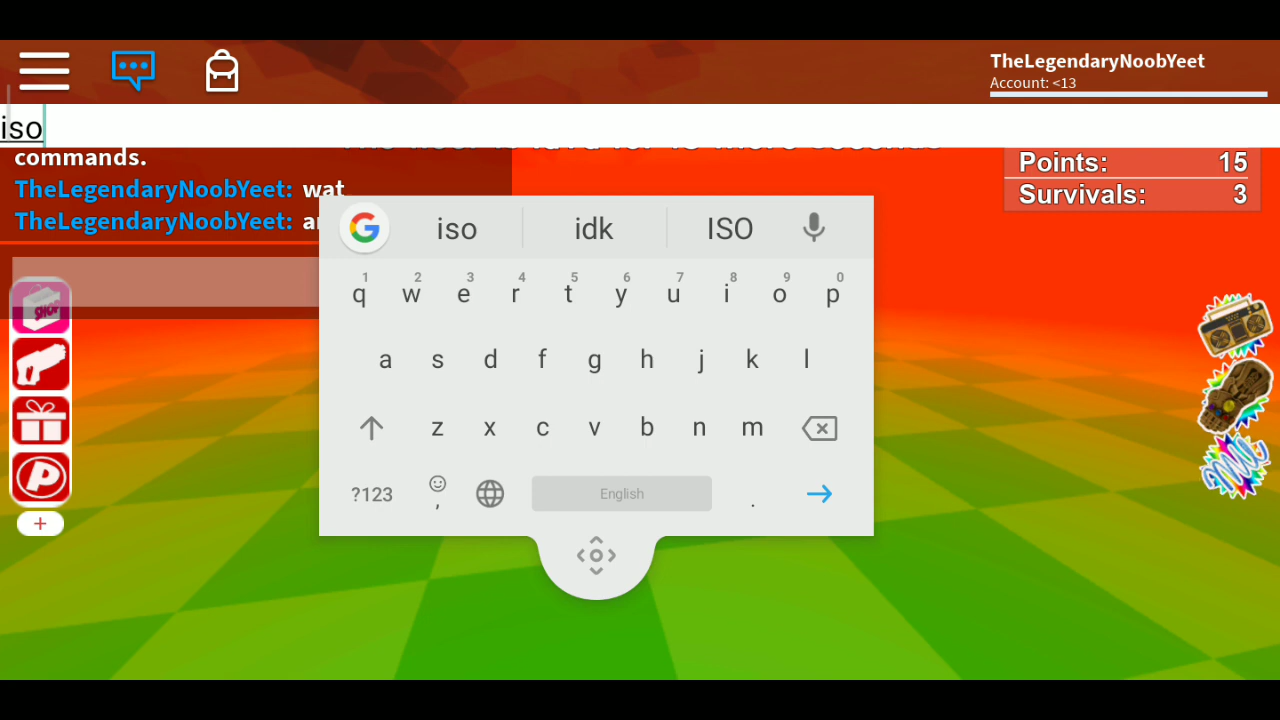 TheLegendaryNoobYeet
Account: <13
iso
commands.
Points: 15
TheLegendaryNoobYeet: wat
Survivals: 3
TheLegendaryNoobYeet:
iso idk ISO
SHOP
1 2 3 4 5 6 7 8 9 0
q w e r t y u i o p
a s d f g h j k l
z x c v b n m
?123 , English .
P
+